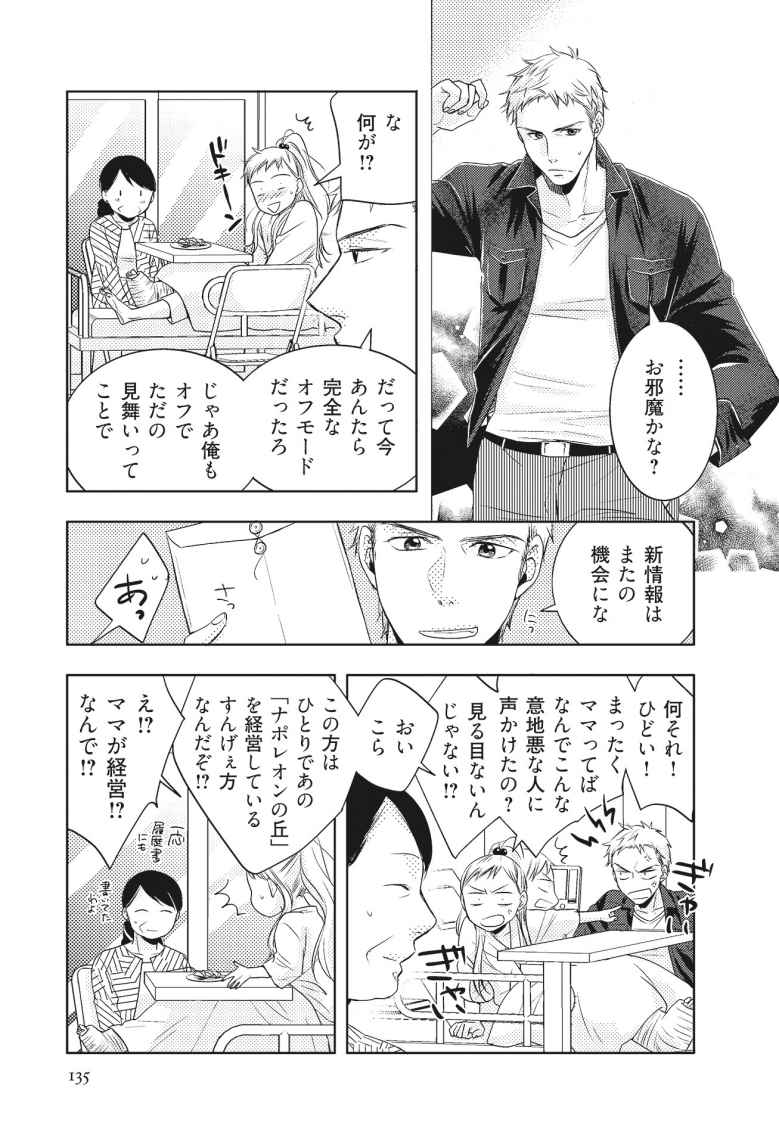 ……
お邪魔かな？
な
何が!?
ドキーン
だって今
あんたら
完全な
オフモード
だったろ
じゃあ俺も
オフで
ただの
見舞いって
ことで
新情報は
またの
機会にな
にっ
さっ
あっ
何それ！
ひどい！
まったく
ママってば
なんでこんな
意地悪な人に
声かけたの？
見る目ないん
じゃない!?
ギャー
ギャー
おい
こら
この方は
ひとりであの
「ナポレオンの丘」
を経営している
すんげぇ方
なんだぞ!?
え!?
ママが経営!?
なんで!?
一応
履歴書
にも
書いてた
わよ
135